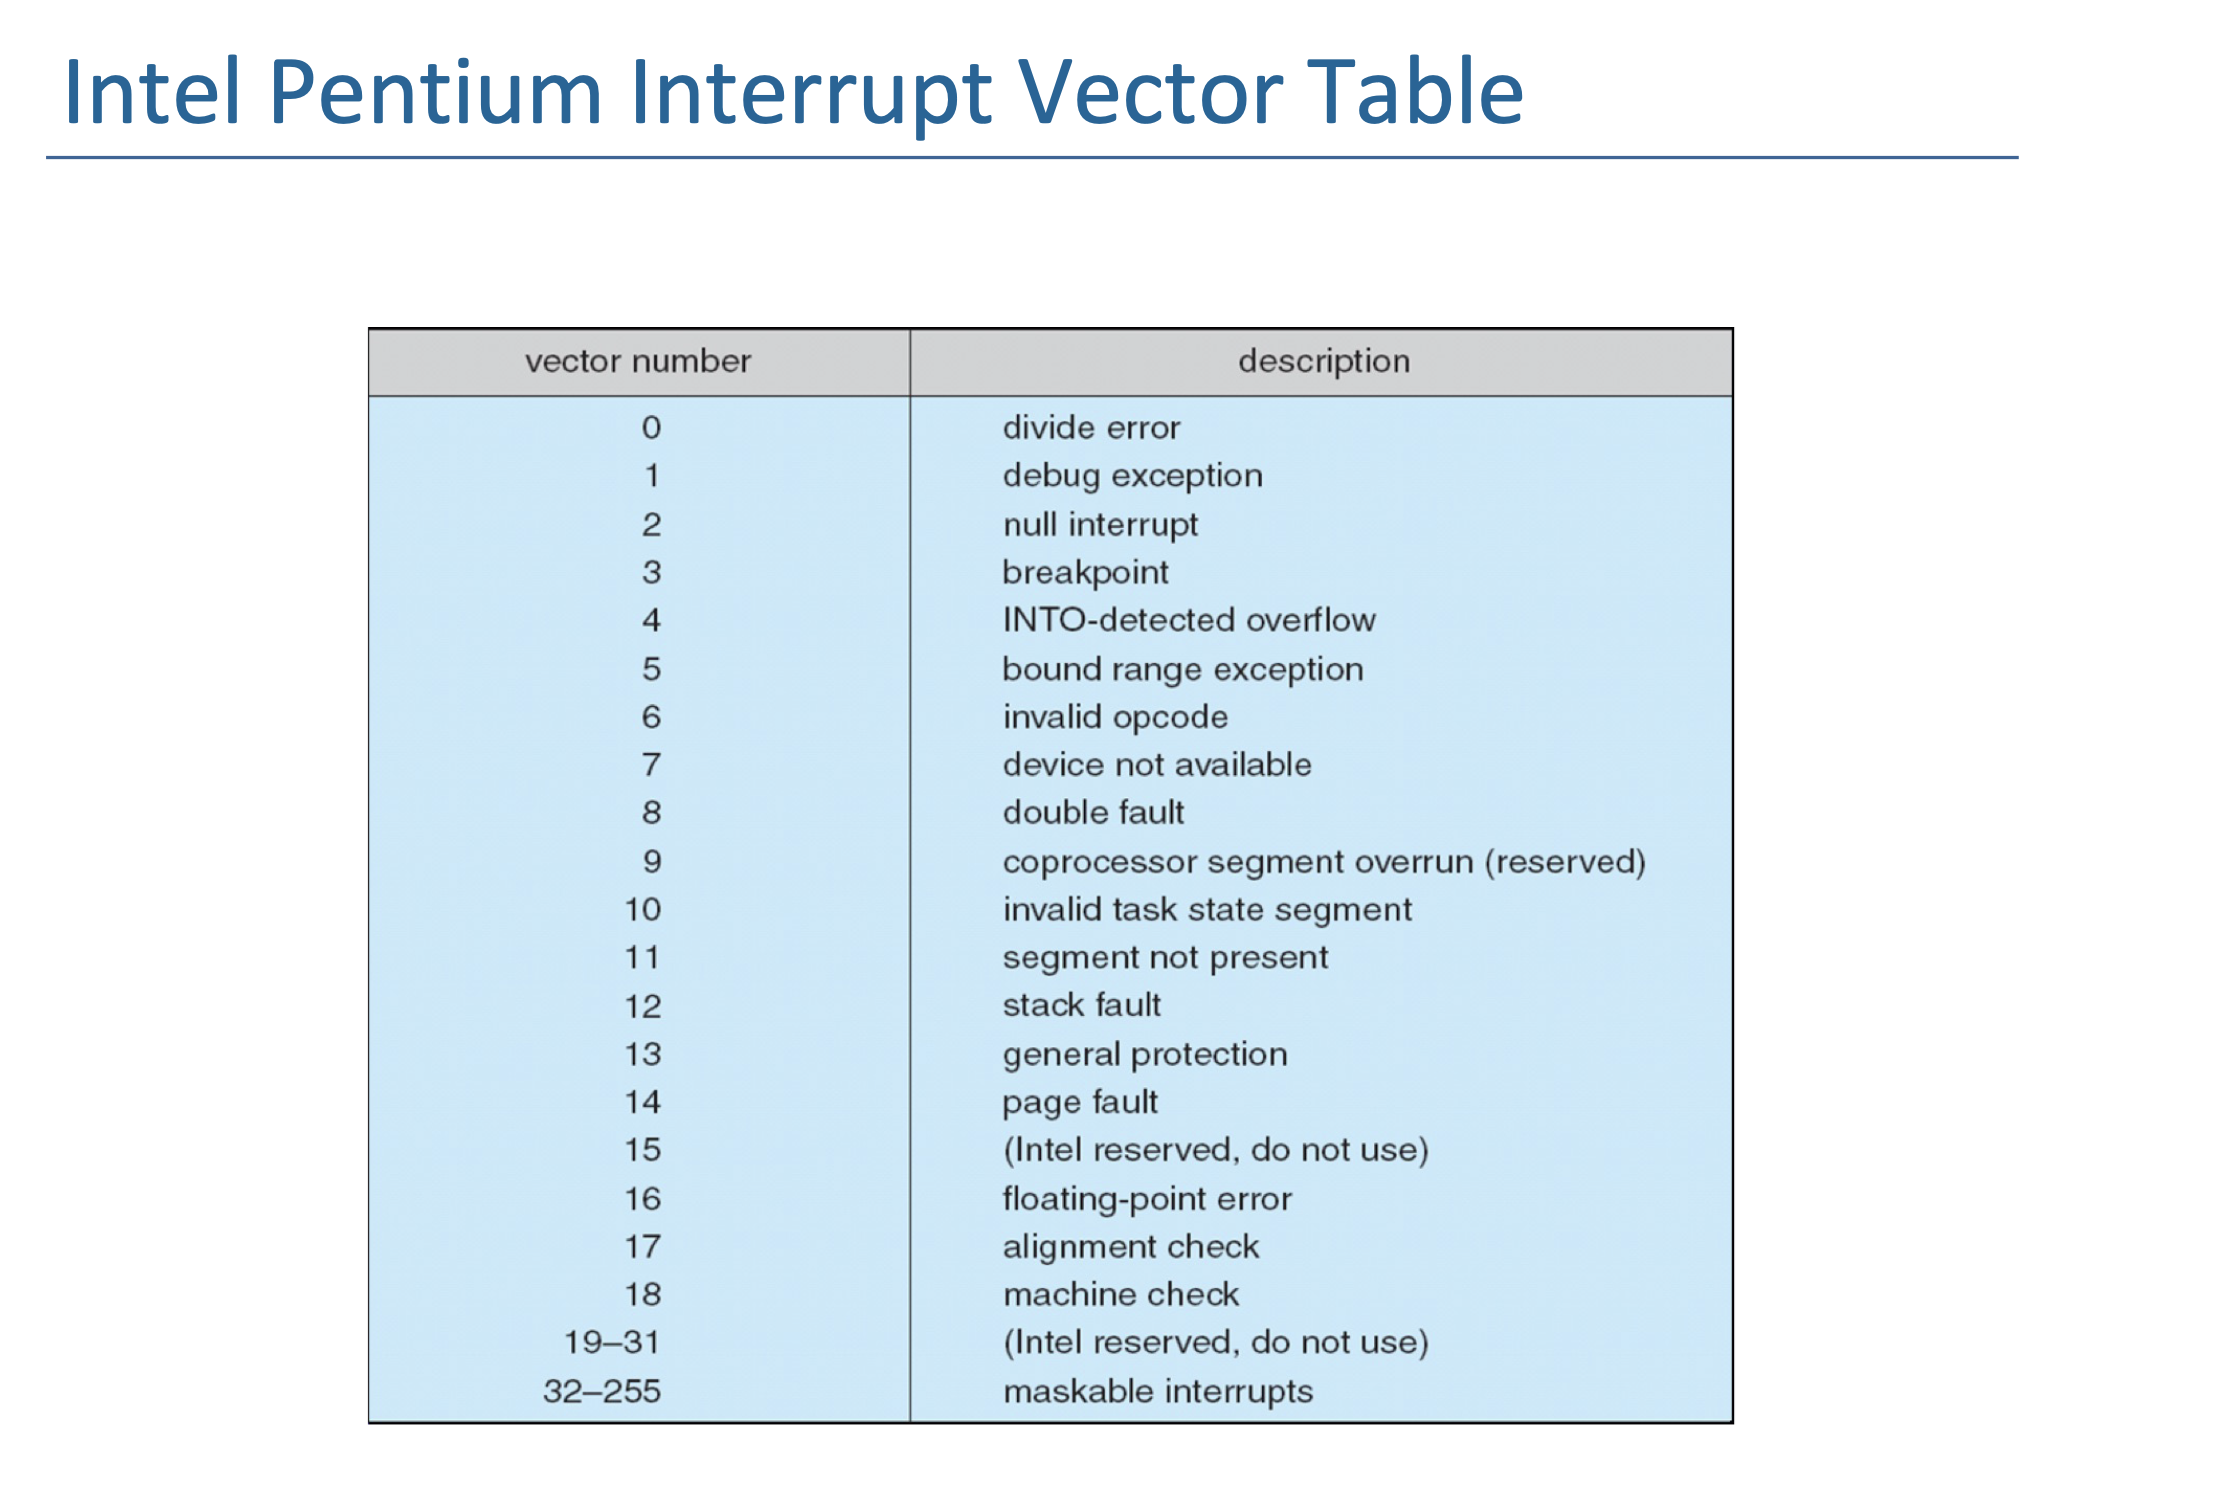 Intel Pentium Interrupt Vector Table
vector number description
0 divide error
1 debug exception
2 null interrupt
3 breakpoint
4 INTO-detected overflow
5 bound range exception
6 invalid opcode
7 device not available
8 double fault
9 coprocessor segment overrun (reserved)
10 invalid task state segment
11 segment not present
12 stack fault
13 general protection
14 page fault
15 (Intel reserved, do not use)
16 floating-point error
17 alignment check
18 machine check
19–31 (Intel reserved, do not use)
32–255 maskable interrupts